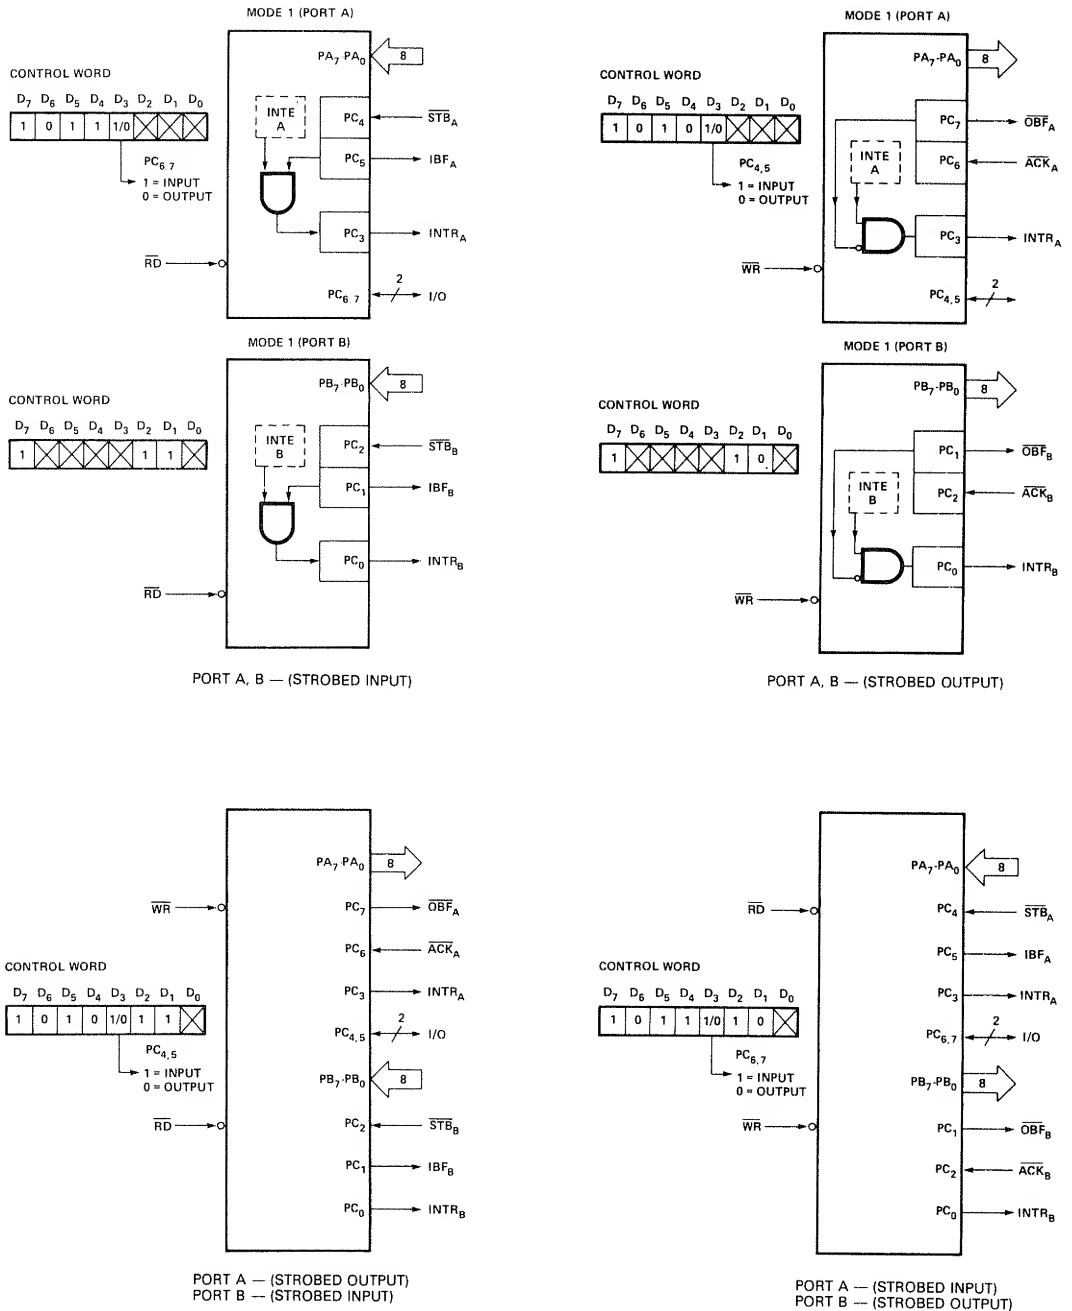 MODE 1 (PORT A)
PA7-PA0
8
CONTROL WORD
D7 D6 D5 D4 D3 D2 D1 D0
1 0 1 1 1/0
PC6,7
1 = INPUT
0 = OUTPUT
INTE
A
PC4
STBA
PC5
IBFA
PC3
INTRA
RD
PC6,7
2
I/O
MODE 1 (PORT B)
PB7-PB0
8
CONTROL WORD
D7 D6 D5 D4 D3 D2 D1 D0
1 1 1
INTE
B
PC2
STBB
PC1
IBFB
PC0
INTRB
RD
PORT A, B — (STROBED INPUT)
MODE 1 (PORT A)
PA7-PA0
8
CONTROL WORD
D7 D6 D5 D4 D3 D2 D1 D0
1 0 1 0 1/0
PC4,5
1 = INPUT
0 = OUTPUT
INTE
A
PC7
OBFA
PC6
ACKA
PC3
INTRA
WR
PC4,5
2
MODE 1 (PORT B)
PB7-PB0
8
CONTROL WORD
D7 D6 D5 D4 D3 D2 D1 D0
1 1 0
INTE
B
PC1
OBFB
PC2
ACKB
PC0
INTRB
WR
PORT A, B — (STROBED OUTPUT)
PA7-PA0
8
WR
PC7
OBFA
PC6
ACKA
CONTROL WORD
D7 D6 D5 D4 D3 D2 D1 D0
1 0 1 0 1/0 1 1
PC4,5
1 = INPUT
0 = OUTPUT
PC3
INTRA
PC4,5
2
I/O
PB7-PB0
8
RD
PC2
STBB
PC1
IBFB
PC0
INTRB
PORT A — (STROBED OUTPUT)
PORT B — (STROBED INPUT)
PA7-PA0
8
RD
PC4
STBA
PC5
IBFA
CONTROL WORD
D7 D6 D5 D4 D3 D2 D1 D0
1 0 1 1 1/0 1 0
PC6,7
1 = INPUT
0 = OUTPUT
PC3
INTRA
PC6,7
2
I/O
PB7-PB0
8
WR
PC1
OBFB
PC2
ACKB
PC0
INTRB
PORT A — (STROBED INPUT)
PORT B — (STROBED OUTPUT)